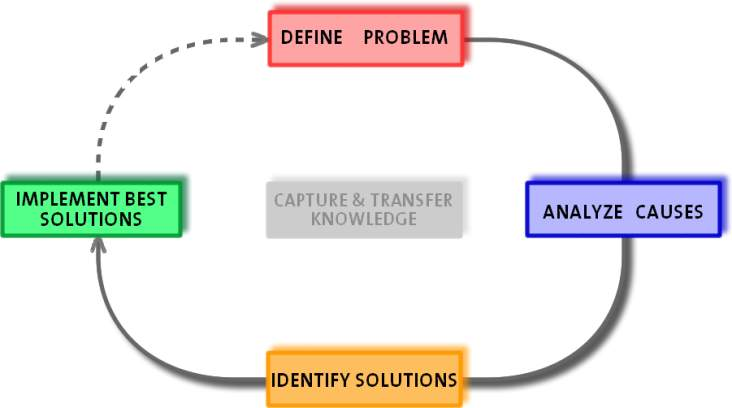 DEFINE PROBLEM
IMPLEMENT BEST
SOLUTIONS
CAPTURE & TRANSFER
KNOWLEDGE
ANALYZE CAUSES
IDENTIFY SOLUTIONS